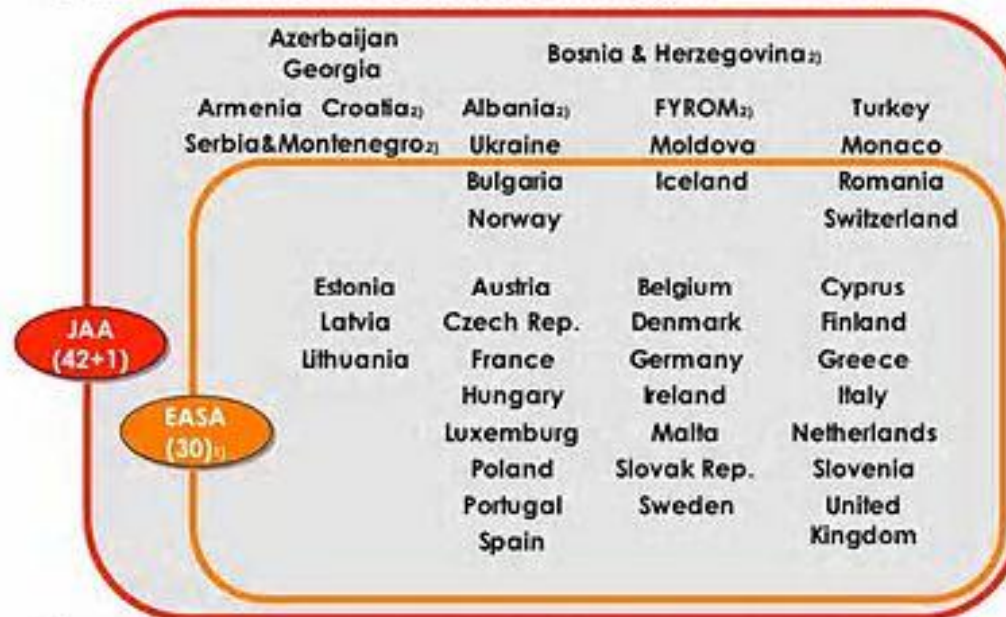 Azerbaijan
Georgia
Bosnia & Herzegovina 2)
Armenia Croatia2) Albania2) FYROM2) Turkey
Serbia&Montenegro2) Ukraine Moldova Monaco
Bulgaria Iceland Romania
Norway Switzerland
Estonia Austria Belgium Cyprus
JAA
(42+1)
Latvia Czech Rep. Denmark Finland
Lithuania France Germany Greece
Hungary Ireland Italy
EASA
(30)1)
Luxemburg Malta Netherlands
Poland Slovak Rep. Slovenia
Portugal Sweden United
Kingdom
Spain